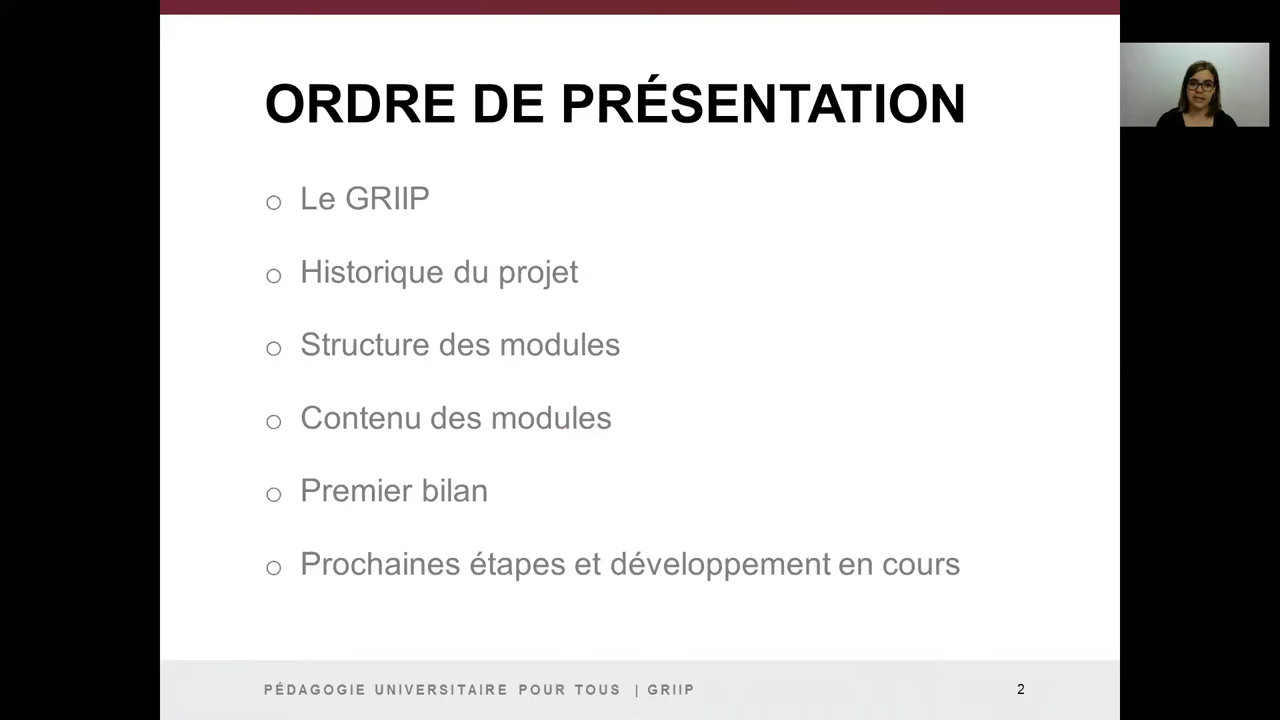 ORDRE DE PRÉSENTATION
o Le GRIIP
o Historique du projet
o Structure des modules
o Contenu des modules
o Premier bilan
o Prochaines étapes et développement en cours
PÉDAGOGIE UNIVERSITAIRE POUR TOUS | GRIIP
2